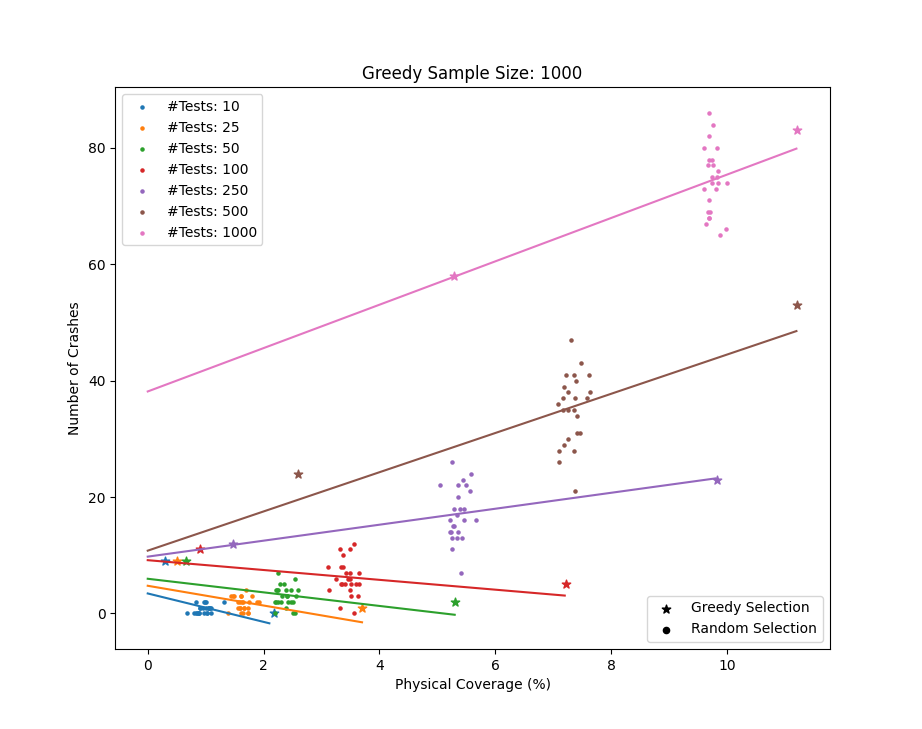 Greedy Sample Size: 1000
#Tests: 10
#Tests: 25
#Tests: 50
#Tests: 100
#Tests: 250
#Tests: 500
#Tests: 1000
80
60
40
20
0
Number of Crashes
Greedy Selection
Random Selection
0 2 4 6 8 10
Physical Coverage (%)